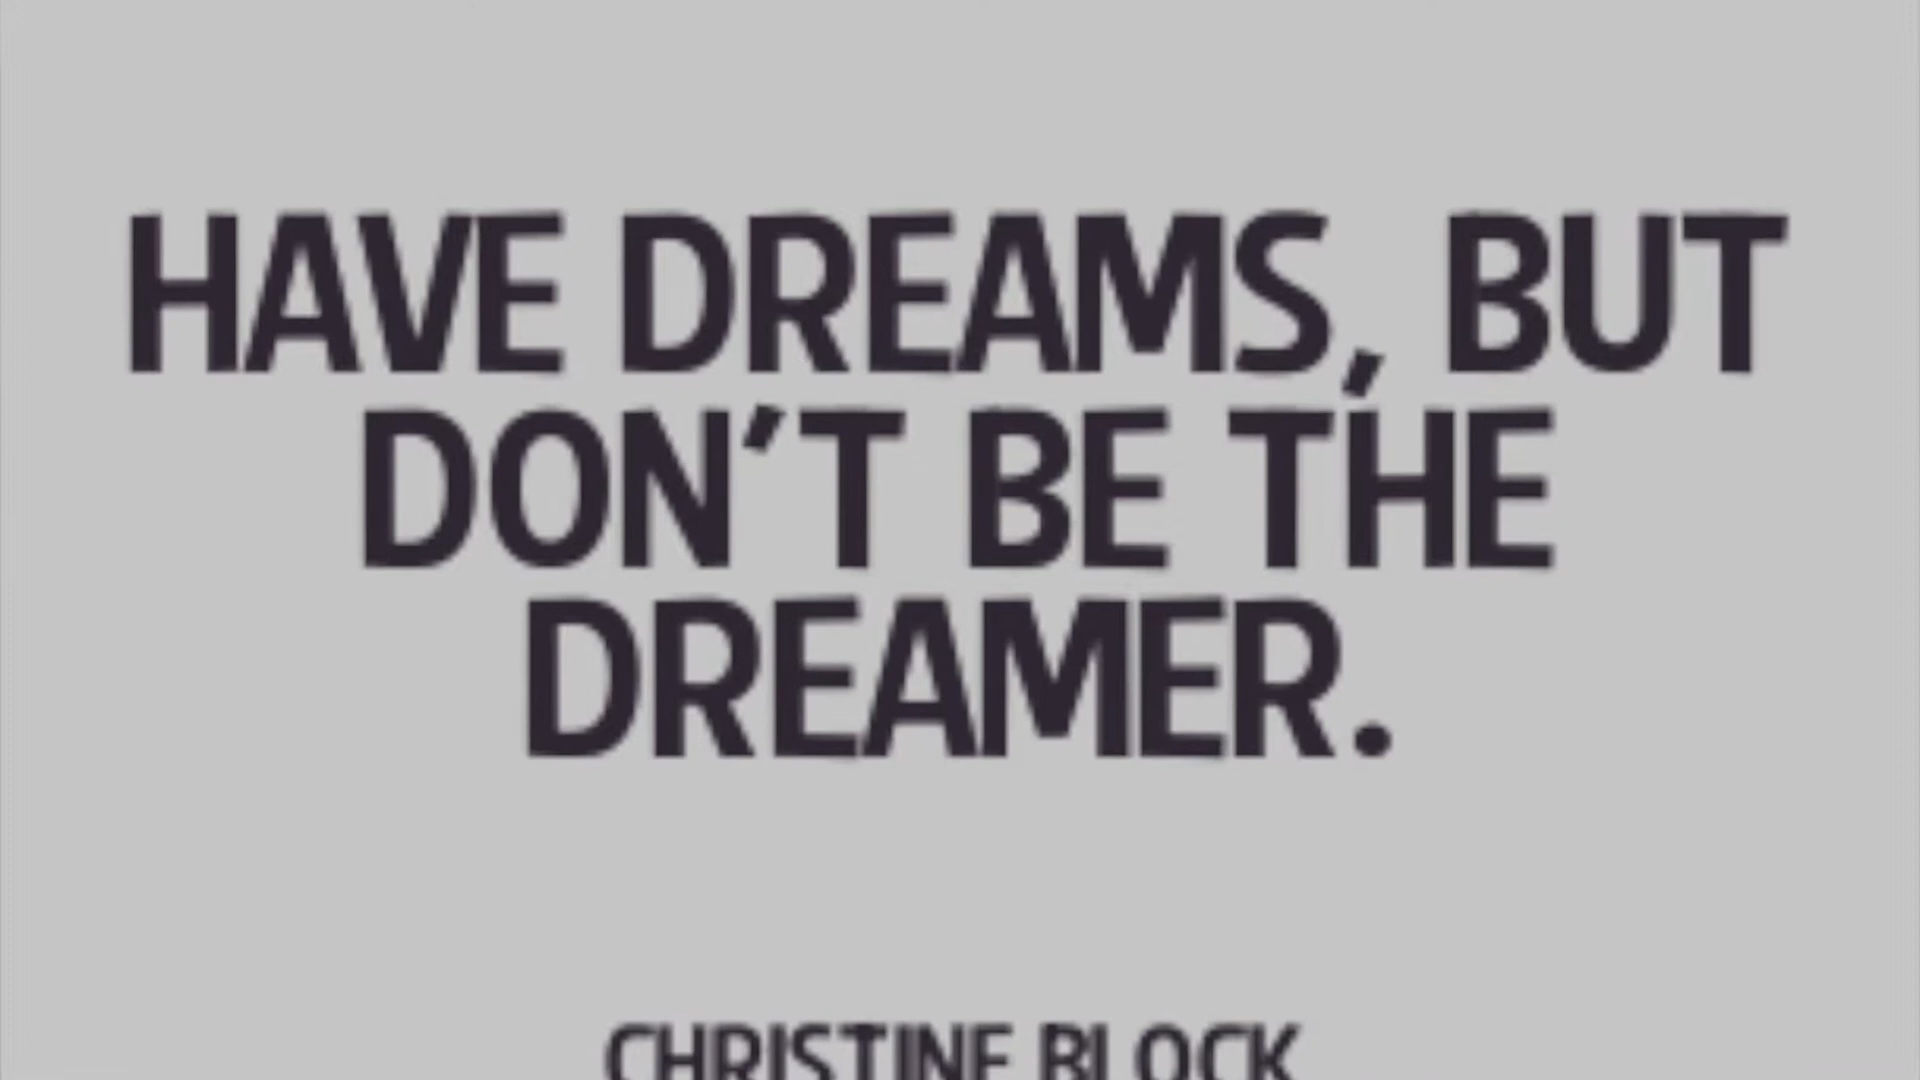 HAVE DREAMS, BUT
DON'T BE THE
DREAMER.
CHRISTINE BLOCK